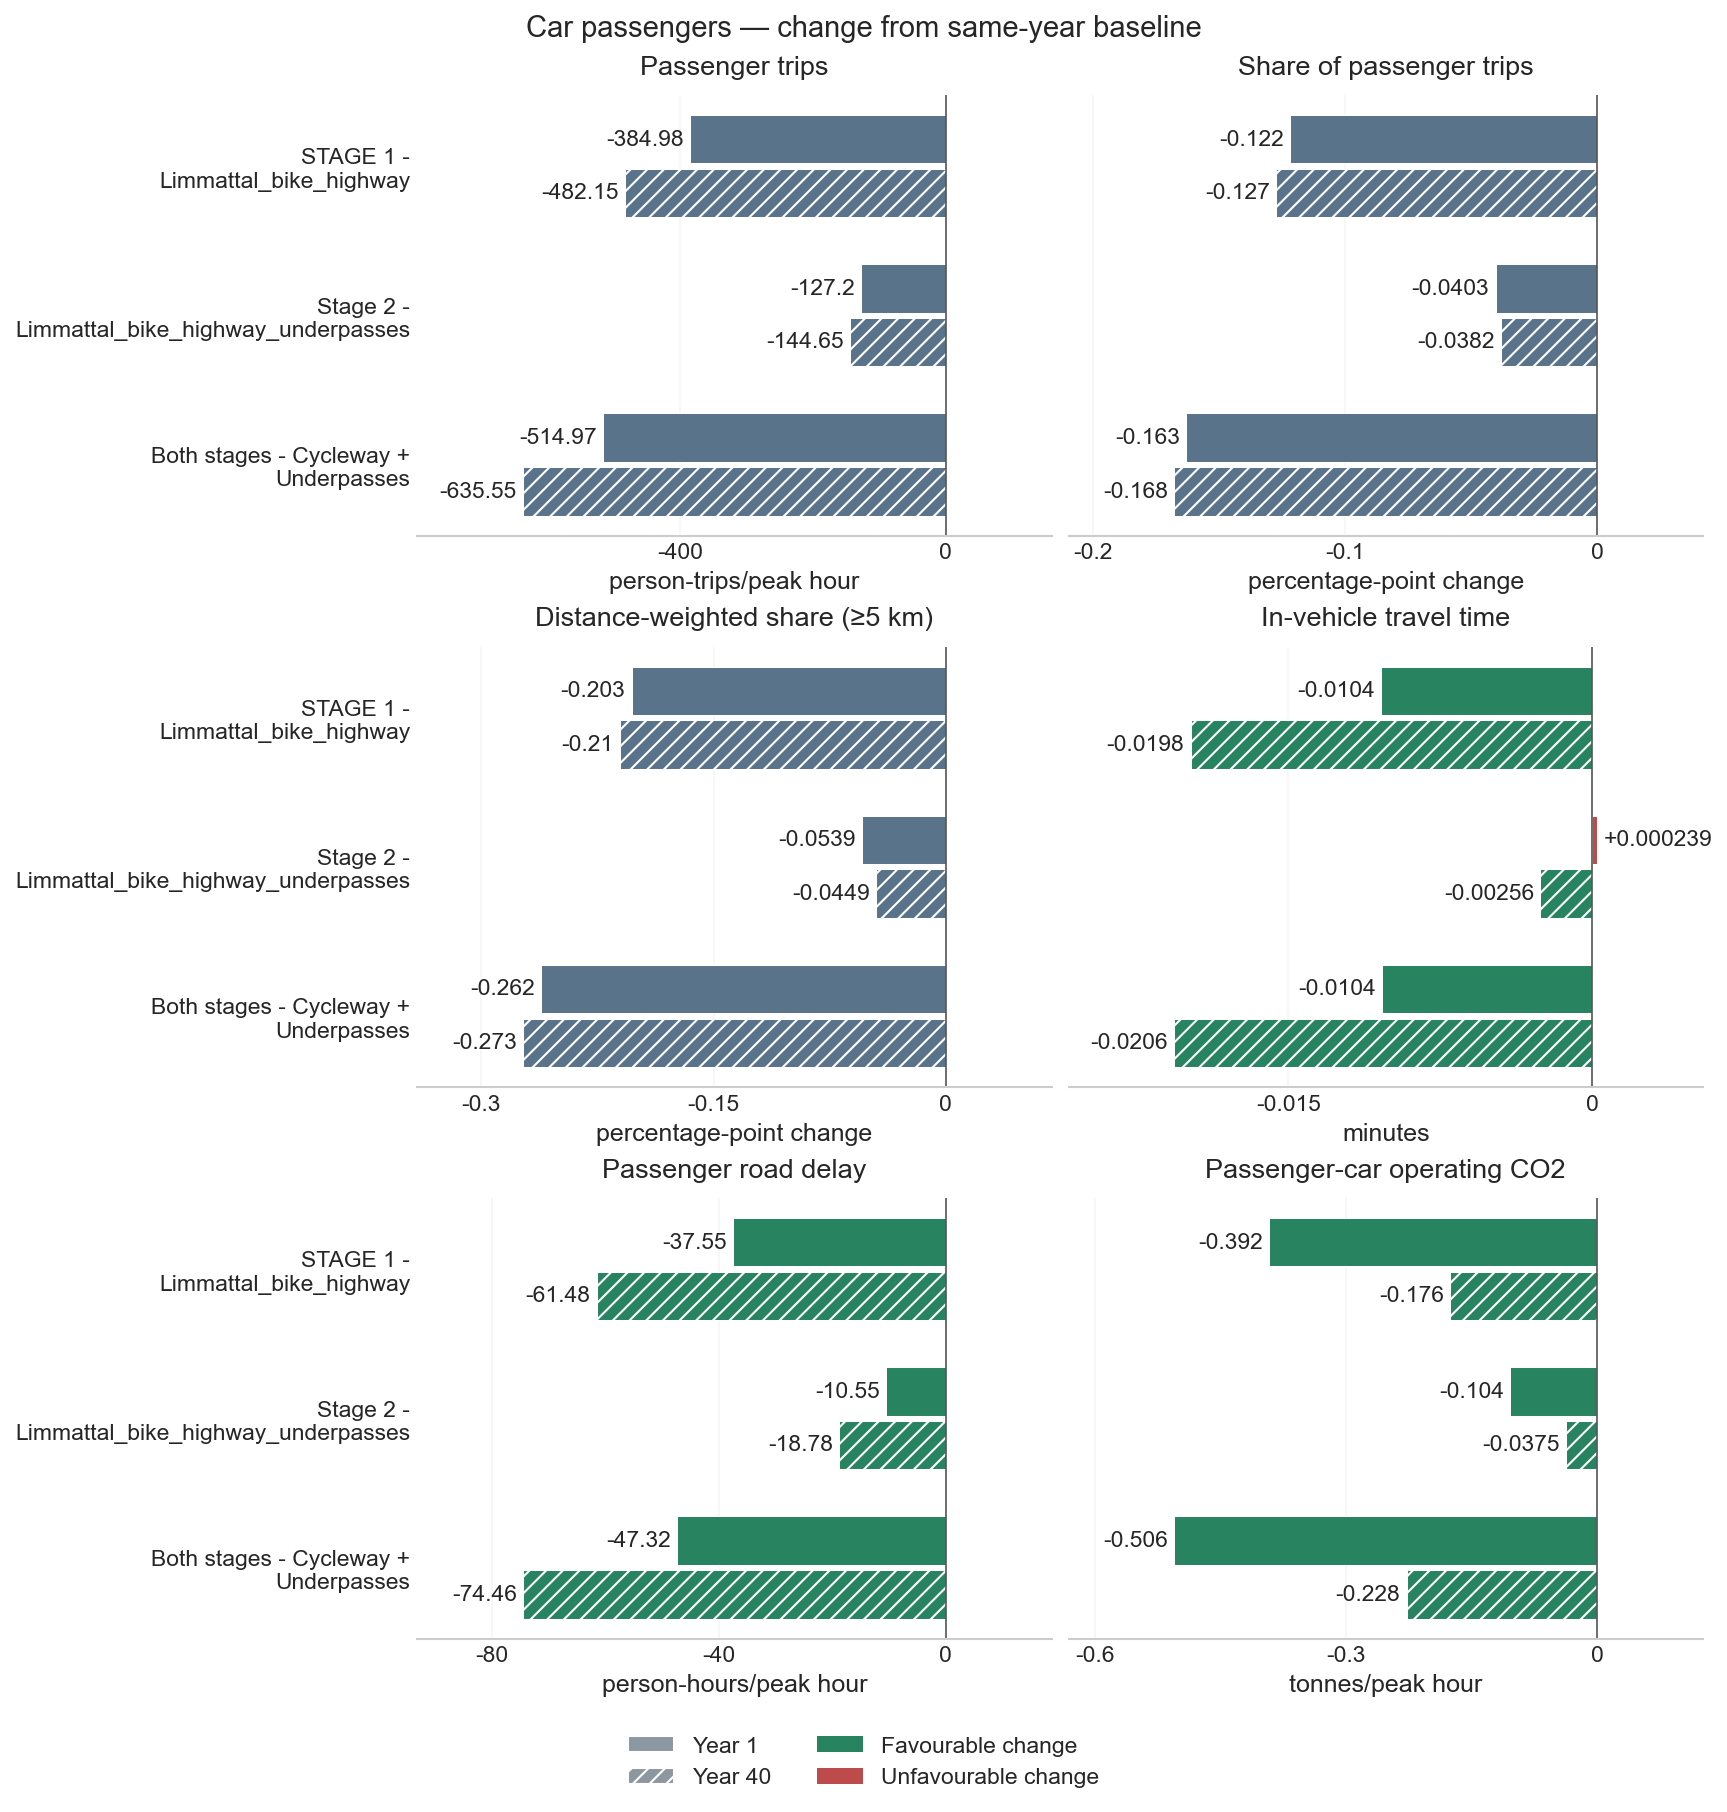 Car passengers — change from same-year baseline
Passenger trips
STAGE 1 -
Limmattal_bike_highway
-384.98
-482.15
Stage 2 -
Limmattal_bike_highway_underpasses
-127.2
-144.65
Both stages - Cycleway +
Underpasses
-514.97
-635.55
-400
0
person-trips/peak hour
Share of passenger trips
-0.122
-0.127
-0.0403
-0.0382
-0.163
-0.168
-0.2
-0.1
0
percentage-point change
Distance-weighted share (≥5 km)
STAGE 1 -
Limmattal_bike_highway
-0.203
-0.21
Stage 2 -
Limmattal_bike_highway_underpasses
-0.0539
-0.0449
Both stages - Cycleway +
Underpasses
-0.262
-0.273
-0.3
-0.15
0
percentage-point change
In-vehicle travel time
-0.0104
-0.0198
+0.000239
-0.00256
-0.0104
-0.0206
-0.015
0
minutes
Passenger road delay
STAGE 1 -
Limmattal_bike_highway
-37.55
-61.48
Stage 2 -
Limmattal_bike_highway_underpasses
-10.55
-18.78
Both stages - Cycleway +
Underpasses
-47.32
-74.46
-80
-40
0
person-hours/peak hour
Passenger-car operating CO2
-0.392
-0.176
-0.104
-0.0375
-0.506
-0.228
-0.6
-0.3
0
tonnes/peak hour
Year 1
Year 40
Favourable change
Unfavourable change